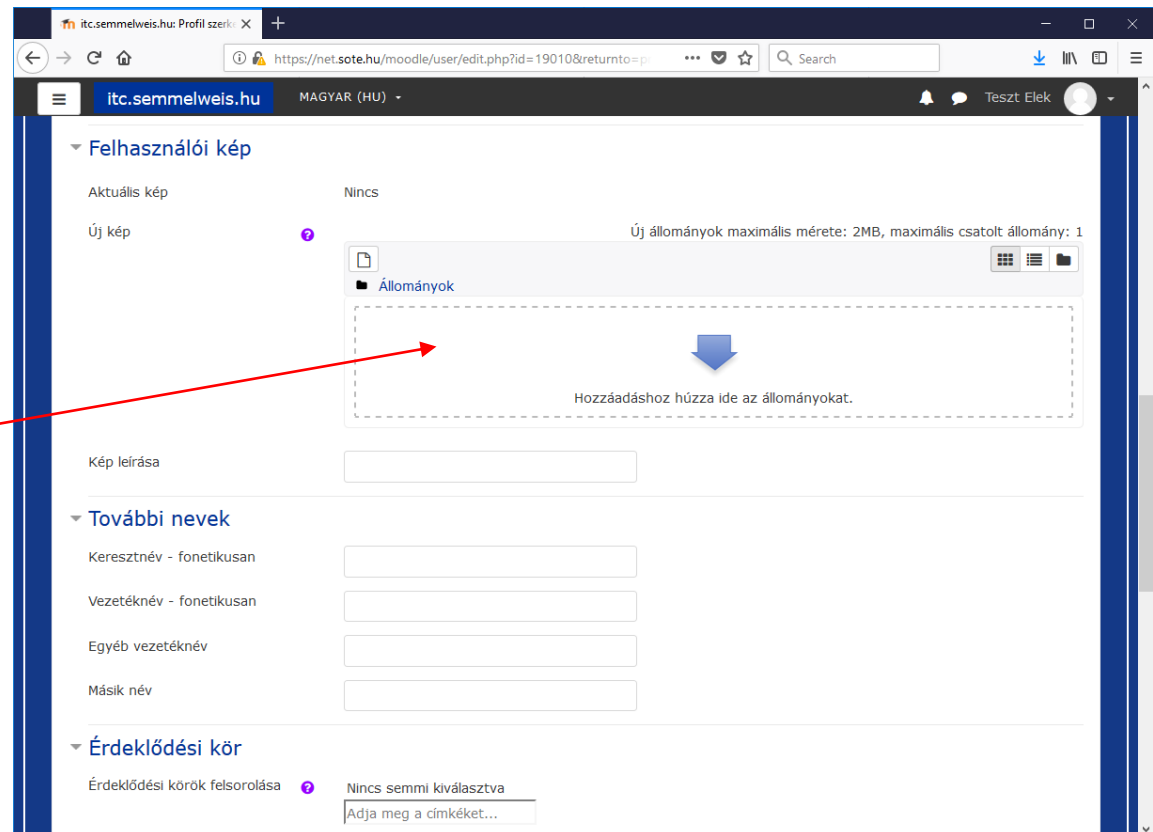 itc.semmelweis.hu: Profil szerk
https://net.sote.hu/moodle/user/edit.php?id=19010&returnto=p
Search
itc.semmelweis.hu
MAGYAR (HU)
Teszt Elek
Felhasználói kép
Aktuális kép
Nincs
Új kép
Új állományok maximális mérete: 2MB, maximális csatolt állomány: 1
Állományok
Hozzáadáshoz húzza ide az állományokat.
Kép leírása
További nevek
Keresztnév - fonetikusan
Vezetéknév - fonetikusan
Egyéb vezetéknév
Másik név
Érdeklődési kör
Érdeklődési körök felsorolása
Nincs semmi kiválasztva
Adja meg a címkéket...